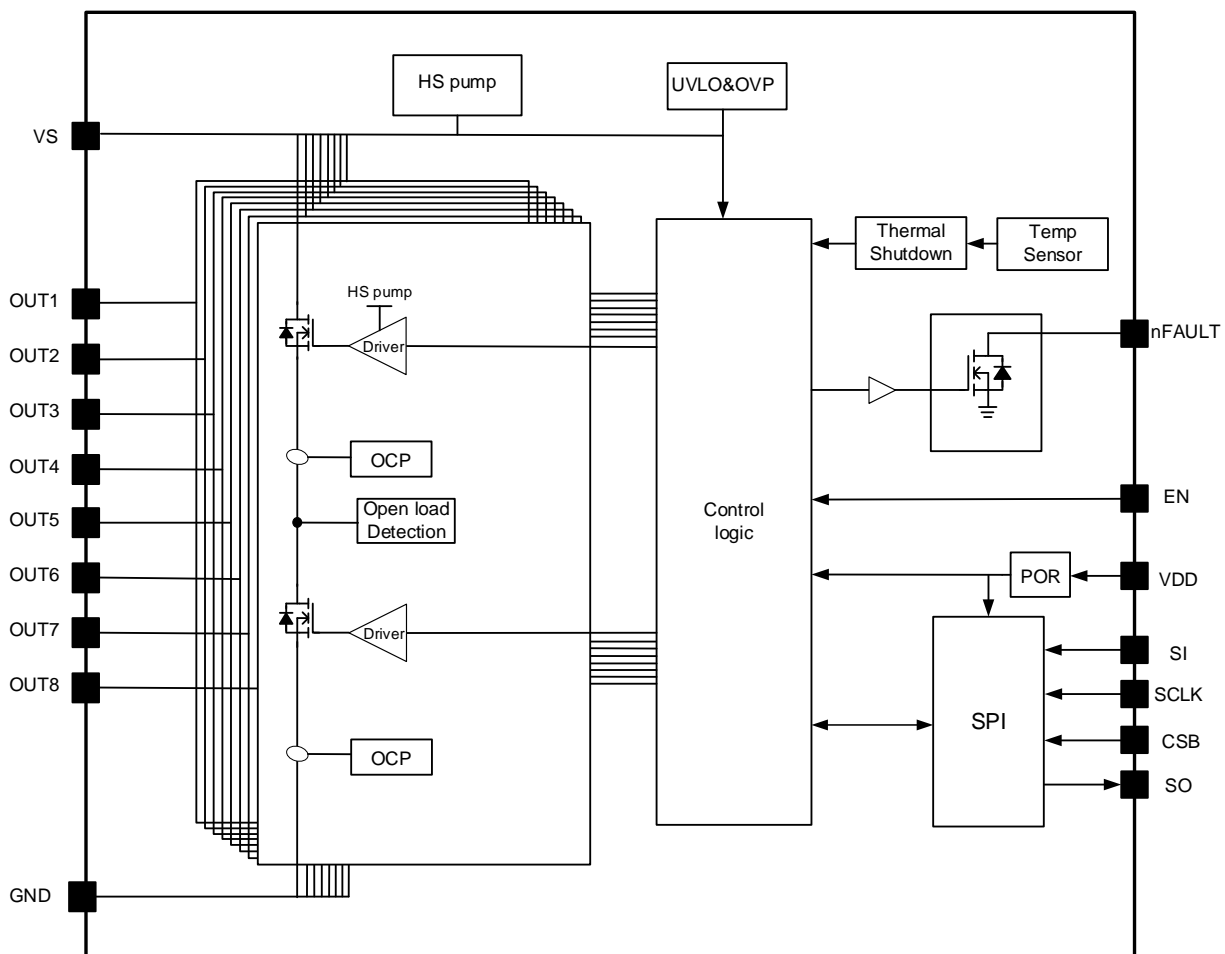 HS pump
UVLO&OVP
VS
Thermal
Shutdown
Temp
Sensor
OUT1
HS pump
Driver
nFAULT
OUT2
OUT3
OCP
OUT4
EN
OUT5
Open load
Detection
Control
logic
OUT6
POR
VDD
OUT7
Driver
SI
OUT8
SCLK
SPI
CSB
OCP
SO
GND